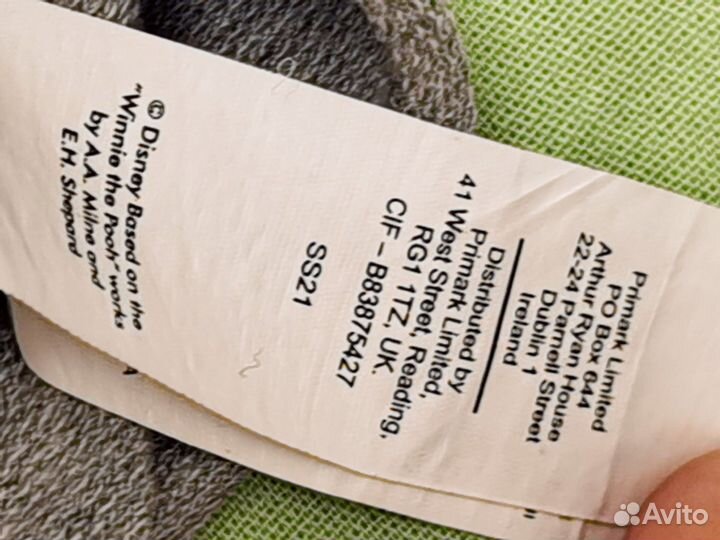 Primark Limited
PO Box 644
Arthur Ryan House
22-24 Parnell Street
Dublin 1
Ireland
Distributed by
Primark Limited,
41 West Street, Reading,
RG1 1TZ, UK.
CIF – B83875427
SS21
© Disney Based on the
"Winnie the Pooh" works
by A.A. Milne and
E.H. Shepard
Avito